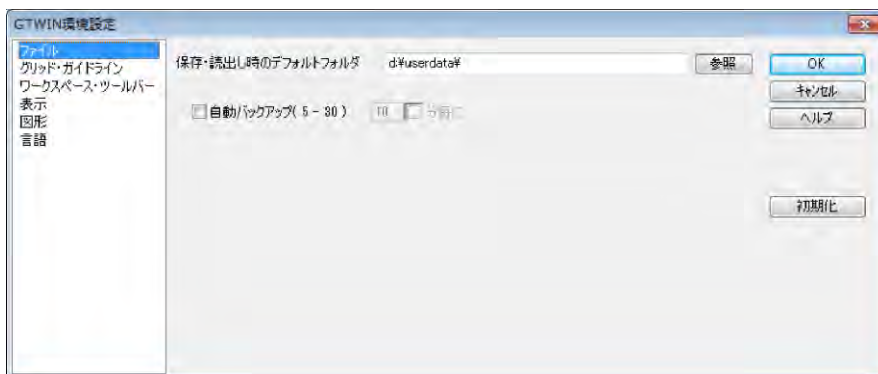 GTWIN環境設定
ファイル
グリッド・ガイドライン
ワークスペース・ツールバー
表示
図形
言語
保存・読出し時のデフォルトフォルダ d:¥userdata¥ 参照
自動バックアップ( 5 - 30 ) 10 分毎に
OK
キャンセル
ヘルプ
初期化